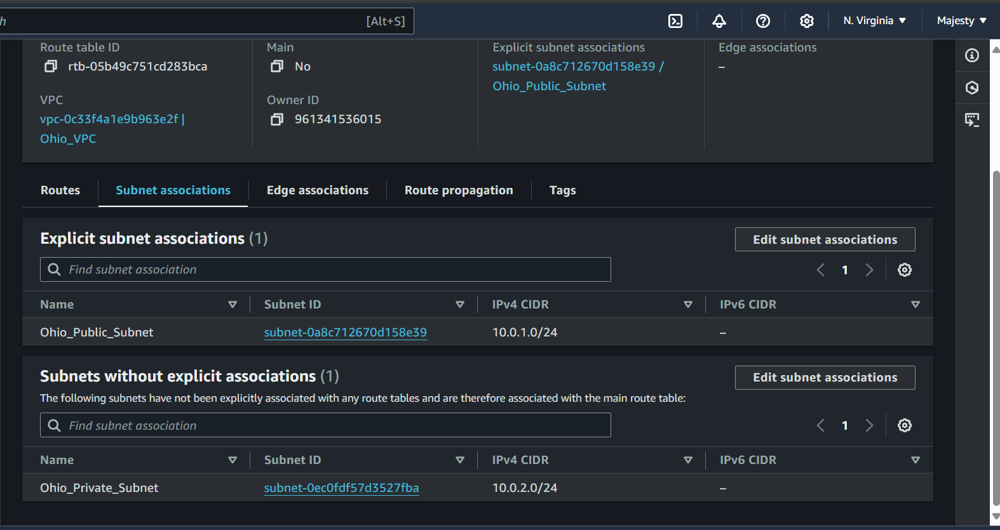 h [Alt+S] N. Virginia Majesty
Route table ID Main Explicit subnet associations Edge associations
rtb-05b49c751cd283bca No subnet-0a8c712670d158e39 / –
Ohio_Public_Subnet
VPC Owner ID
vpc-0c33f4a1e9b963e2f | 961341536015
Ohio_VPC
Routes Subnet associations Edge associations Route propagation Tags
Explicit subnet associations (1) Edit subnet associations
Find subnet association 1
Name Subnet ID IPv4 CIDR IPv6 CIDR
Ohio_Public_Subnet subnet-0a8c712670d158e39 10.0.1.0/24 –
Subnets without explicit associations (1) Edit subnet associations
The following subnets have not been explicitly associated with any route tables and are therefore associated with the main route table:
Find subnet association 1
Name Subnet ID IPv4 CIDR IPv6 CIDR
Ohio_Private_Subnet subnet-0ec0fdf57d3527fba 10.0.2.0/24 –